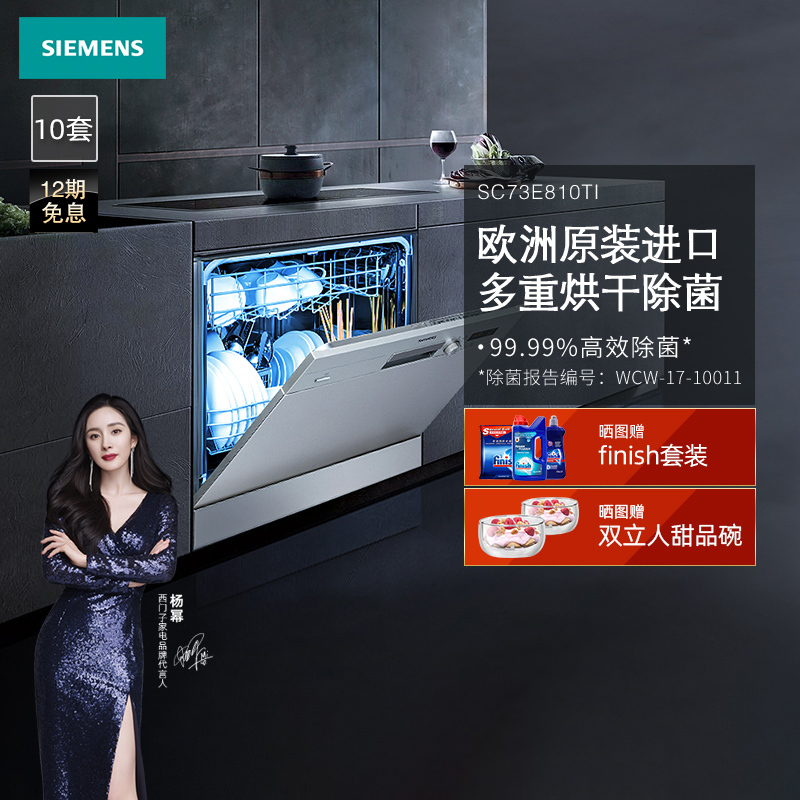 SIEMENS
10套
12期
免息
SC73E810TI
欧洲原装进口
多重烘干除菌
·99.99%高效除菌*
*除菌报告编号：WCW-17-10011
晒图赠
finish套装
晒图赠
双立人甜品碗
杨幂
西门子家电品牌代言人
finish
finish